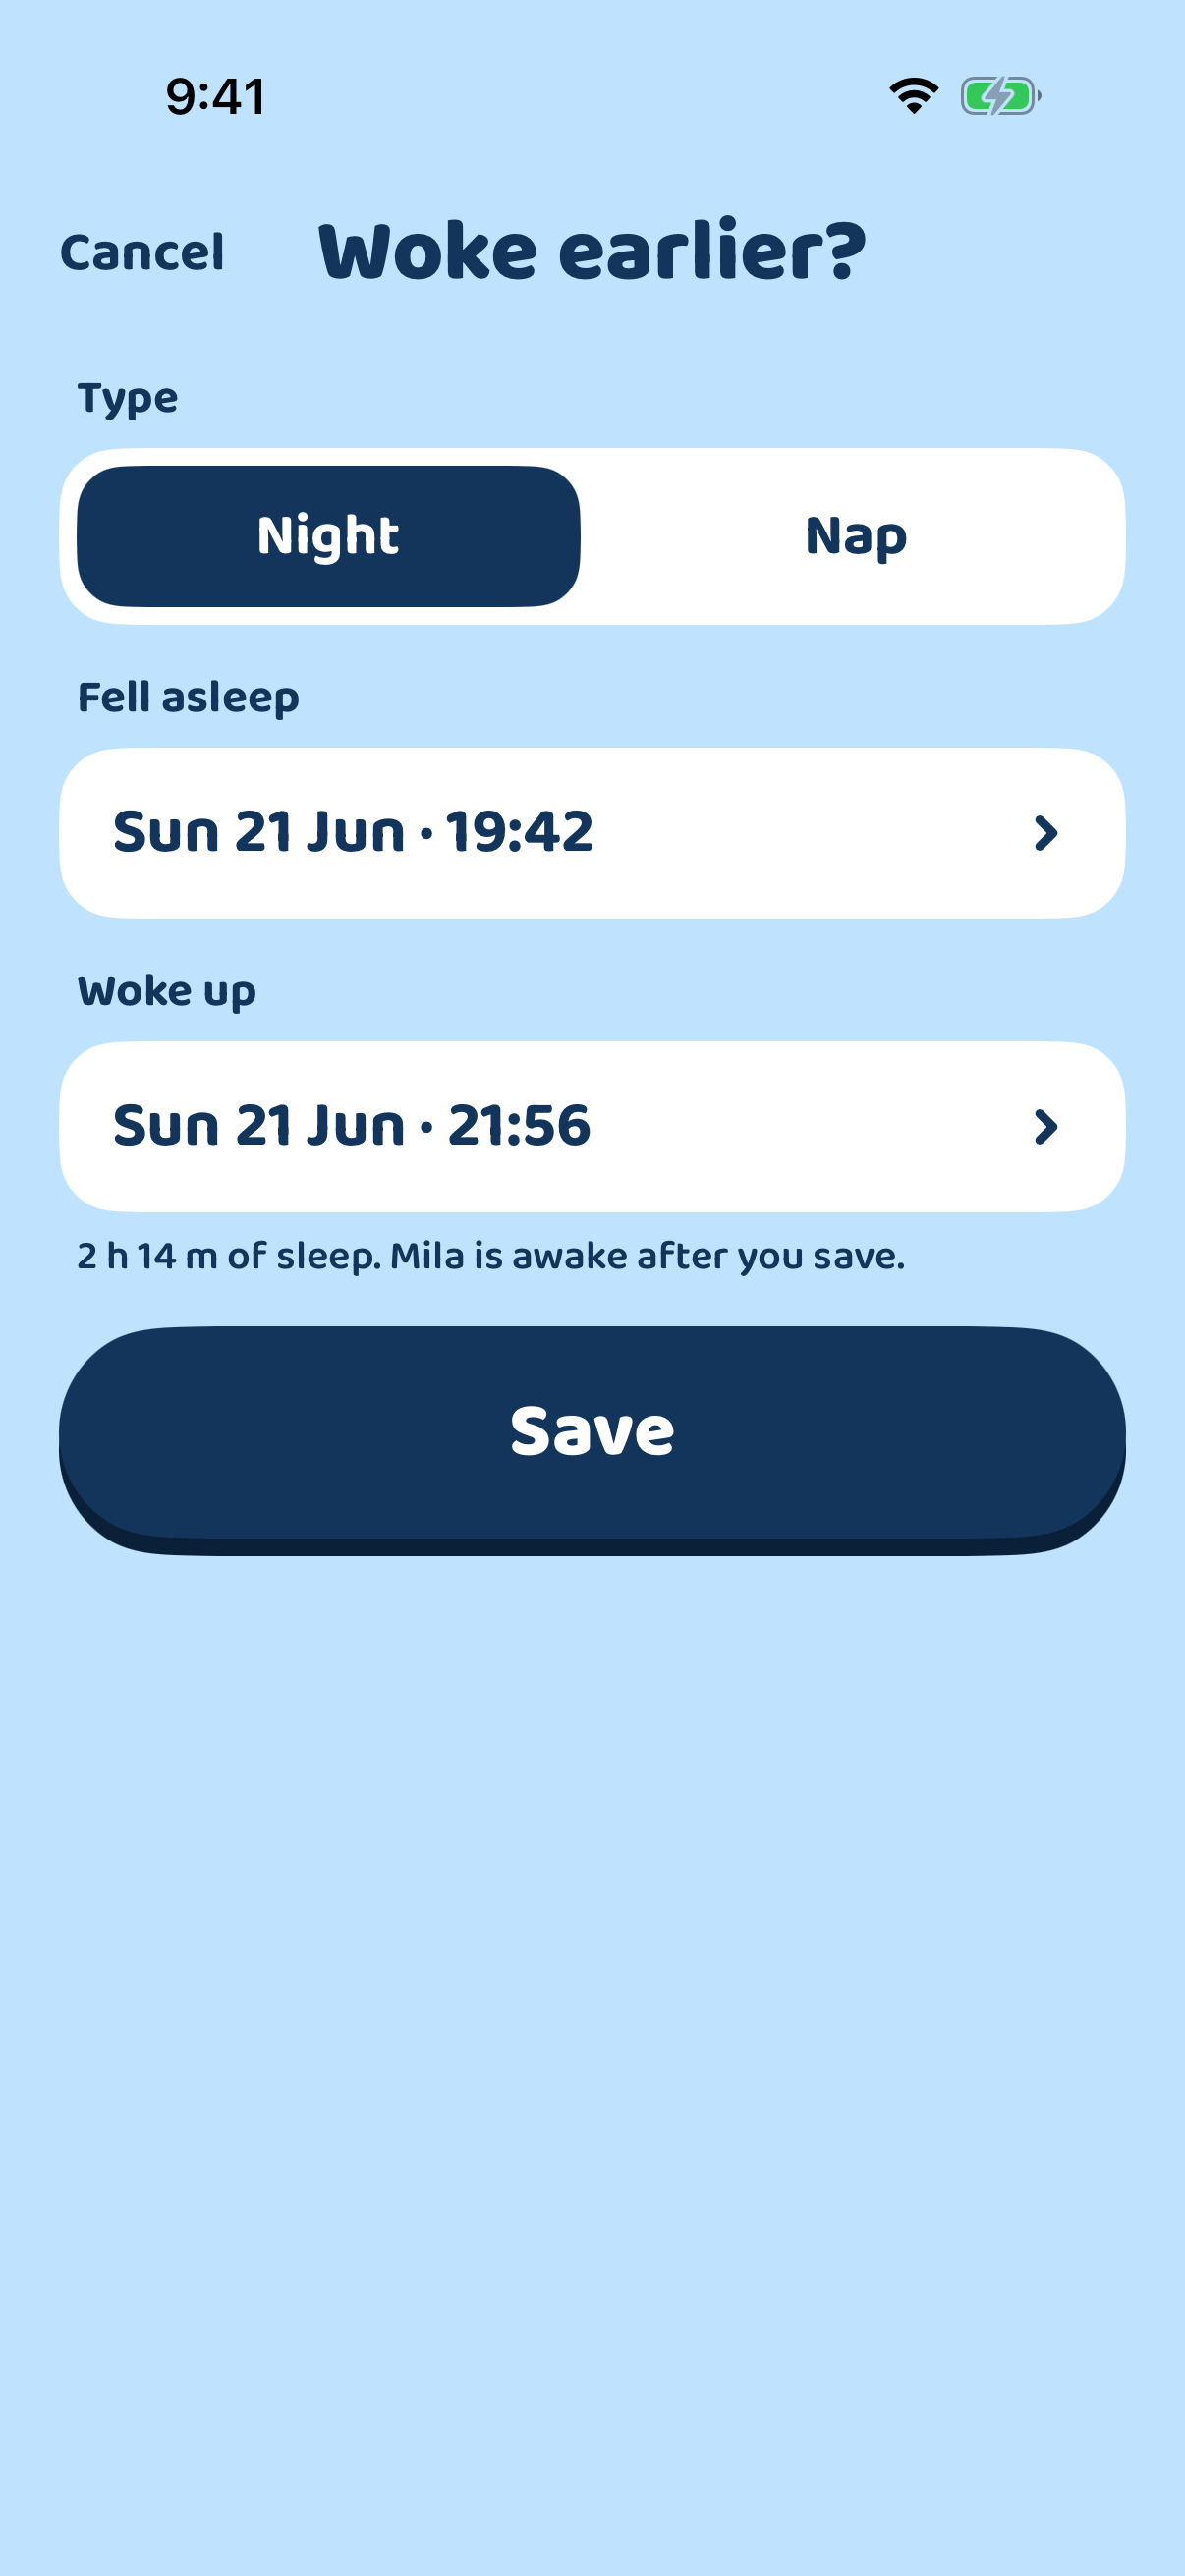 9:41
Cancel
Woke earlier?
Type
Night
Nap
Fell asleep
Sun 21 Jun · 19:42
Woke up
Sun 21 Jun · 21:56
2 h 14 m of sleep. Mila is awake after you save.
Save